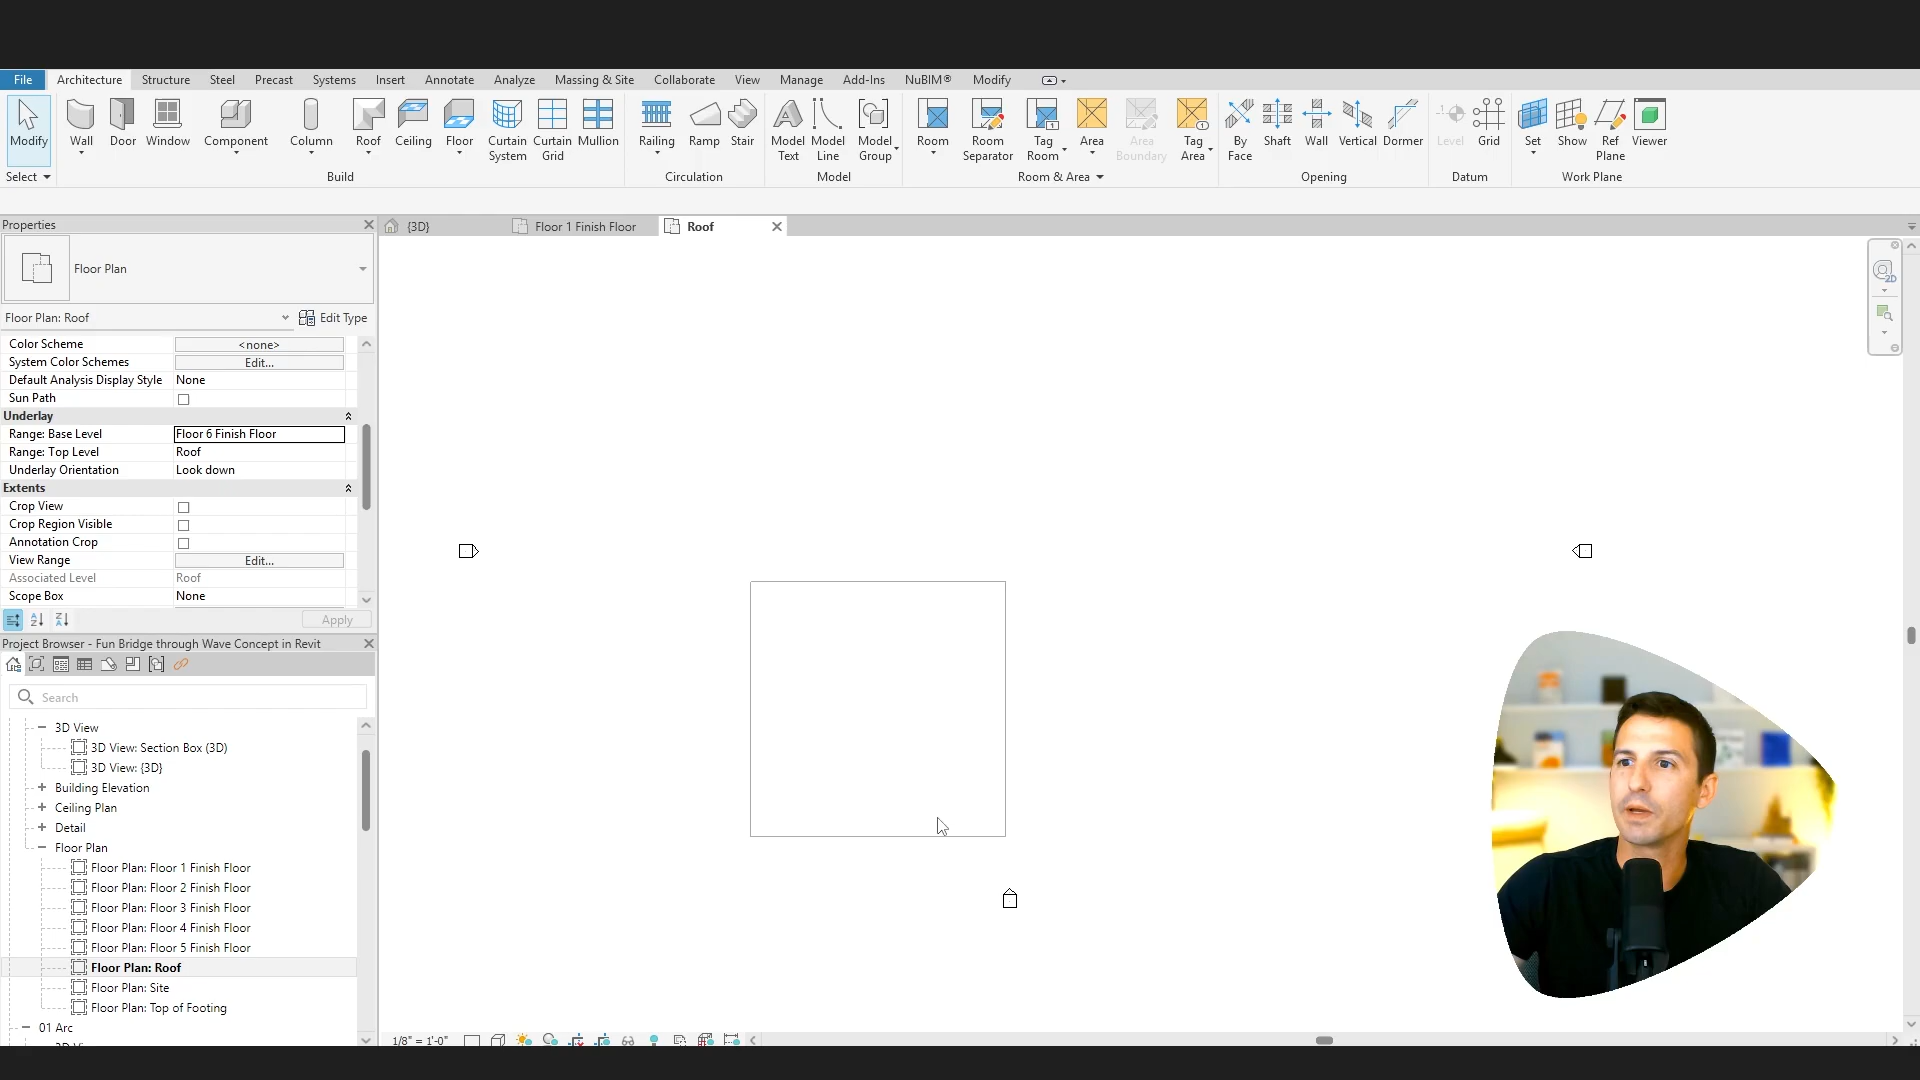 File Architecture Structure Steel Precast Systems Insert Annotate Analyze Massing & Site Collaborate View Manage Add-Ins NuBIM® Modify
Modify Wall Door Window Component Column Roof Ceiling Floor Curtain System Curtain Grid Mullion Railing Ramp Stair Model Text Model Line Model Group Room Room Separator Tag Room Area Area Boundary Tag Area By Face Shaft Wall Vertical Dormer Level Grid Set Show Ref Plane Viewer
Select Build Circulation Model Room & Area Opening Datum Work Plane
Properties
{3D} Floor 1 Finish Floor Roof
Floor Plan
Floor Plan: Roof Edit Type
Color Scheme <none>
System Color Schemes Edit...
Default Analysis Display Style None
Sun Path
Underlay
Range: Base Level Floor 6 Finish Floor
Range: Top Level Roof
Underlay Orientation Look down
Extents
Crop View
Crop Region Visible
Annotation Crop
View Range Edit...
Associated Level Roof
Scope Box None
Apply
Project Browser - Fun Bridge through Wave Concept in Revit
Search
3D View
3D View: Section Box (3D)
3D View: {3D}
Building Elevation
Ceiling Plan
Detail
Floor Plan
Floor Plan: Floor 1 Finish Floor
Floor Plan: Floor 2 Finish Floor
Floor Plan: Floor 3 Finish Floor
Floor Plan: Floor 4 Finish Floor
Floor Plan: Floor 5 Finish Floor
Floor Plan: Roof
Floor Plan: Site
Floor Plan: Top of Footing
01 Arc
1/8" = 1'-0"